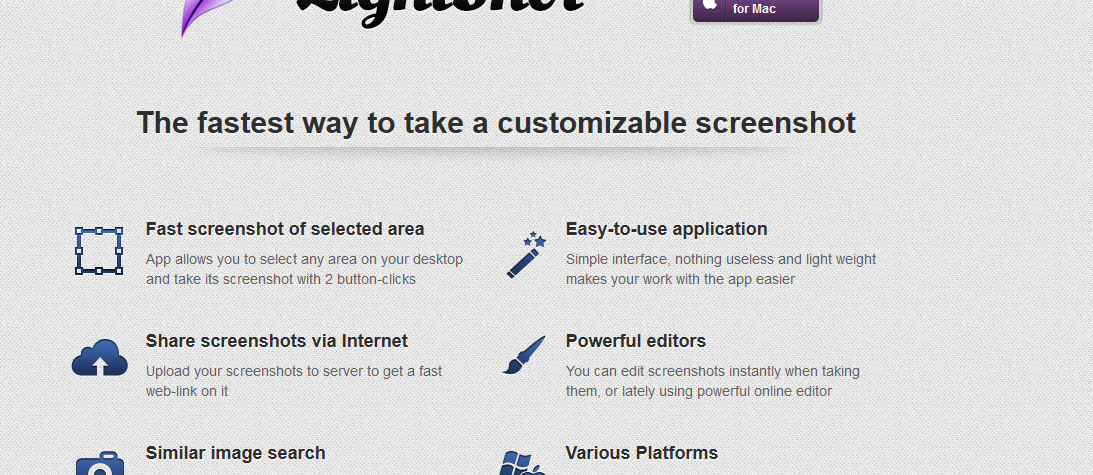 Lightshot
for Mac
The fastest way to take a customizable screenshot
Fast screenshot of selected area
App allows you to select any area on your desktop
and take its screenshot with 2 button-clicks
Easy-to-use application
Simple interface, nothing useless and light weight
makes your work with the app easier
Share screenshots via Internet
Upload your screenshots to server to get a fast
web-link on it
Powerful editors
You can edit screenshots instantly when taking
them, or lately using powerful online editor
Similar image search
Various Platforms